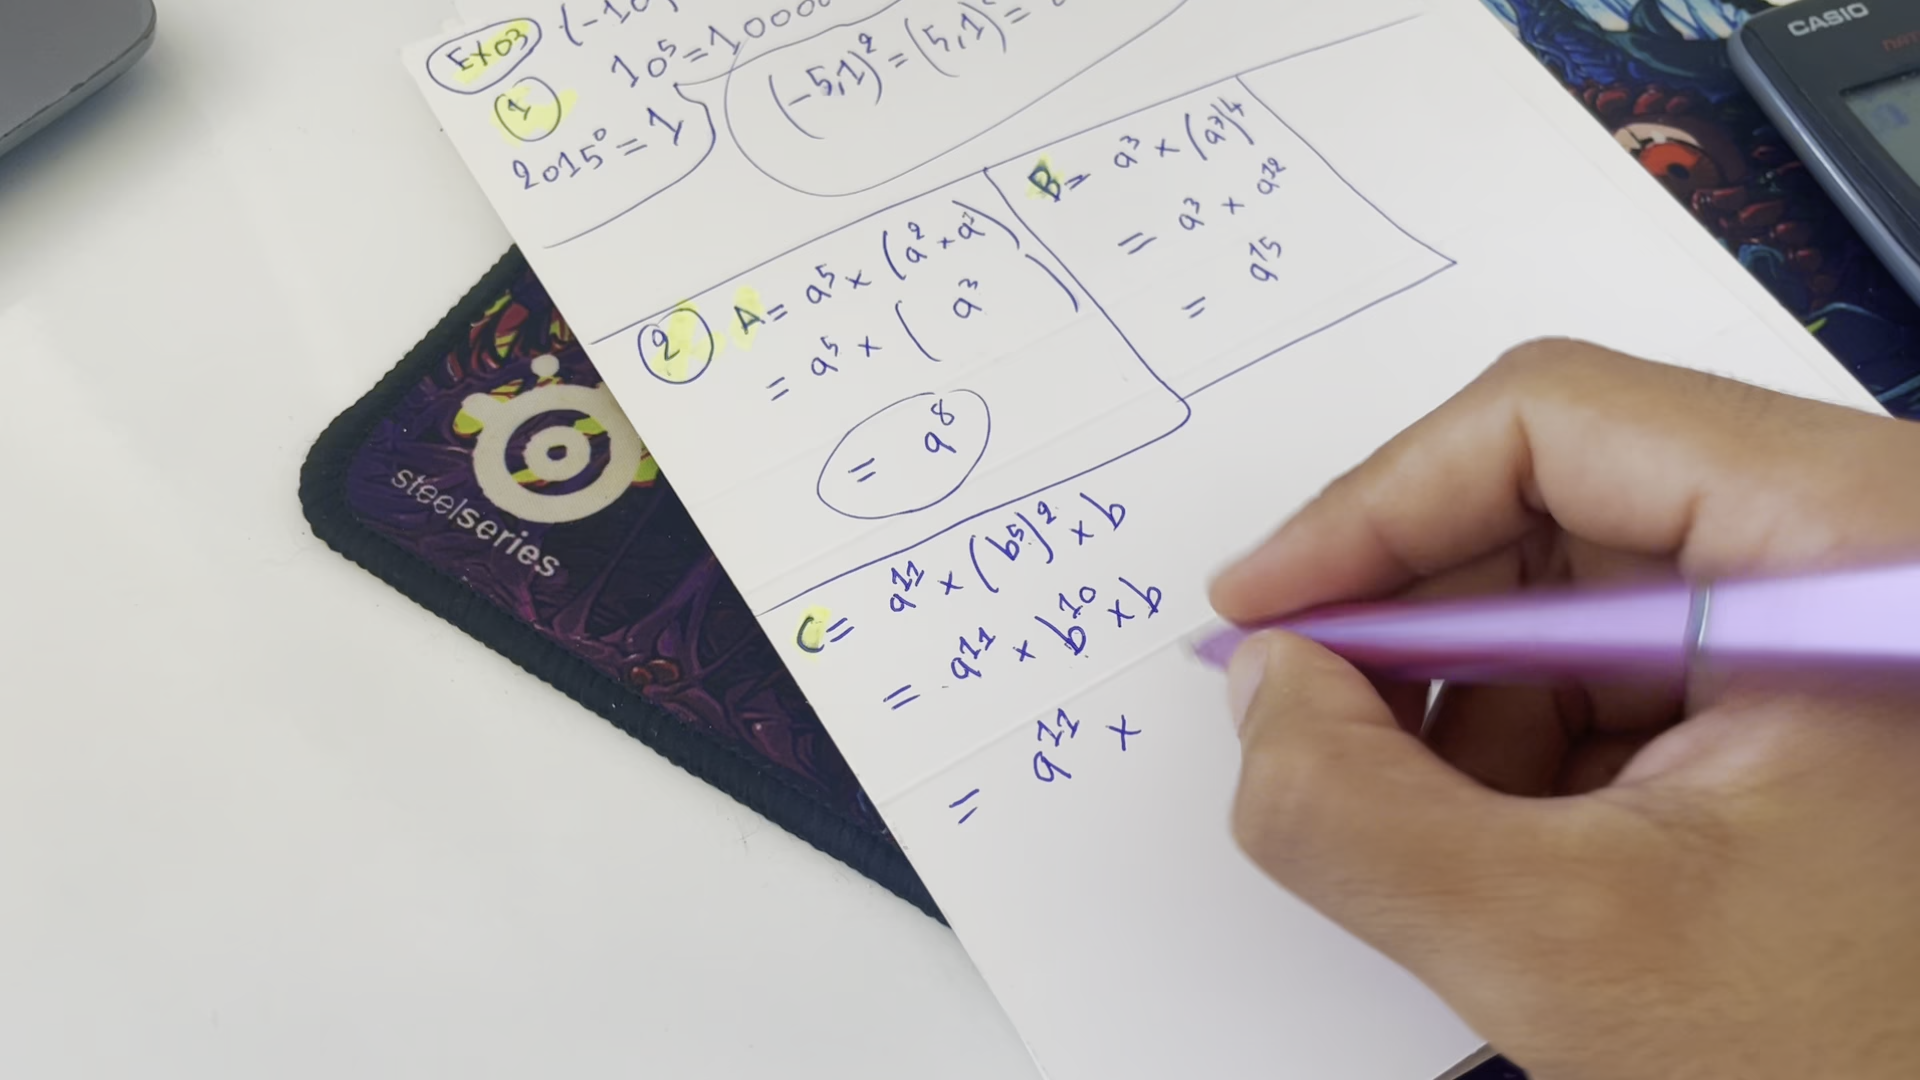 EX03 (-10)
1 10⁵=10000
2015⁰ = 1
(-5,1)² = (5,1)
2 A= a⁵ × (a² × a¹)
= a⁵ × ( a³ )
= a⁸
B= a³ × (a³)⁴
= a³ × a¹²
= a¹⁵
C= a¹¹ × (b⁵)² × b
= a¹¹ × b¹⁰ × b
= a¹¹ ×
steelseries
CASIO